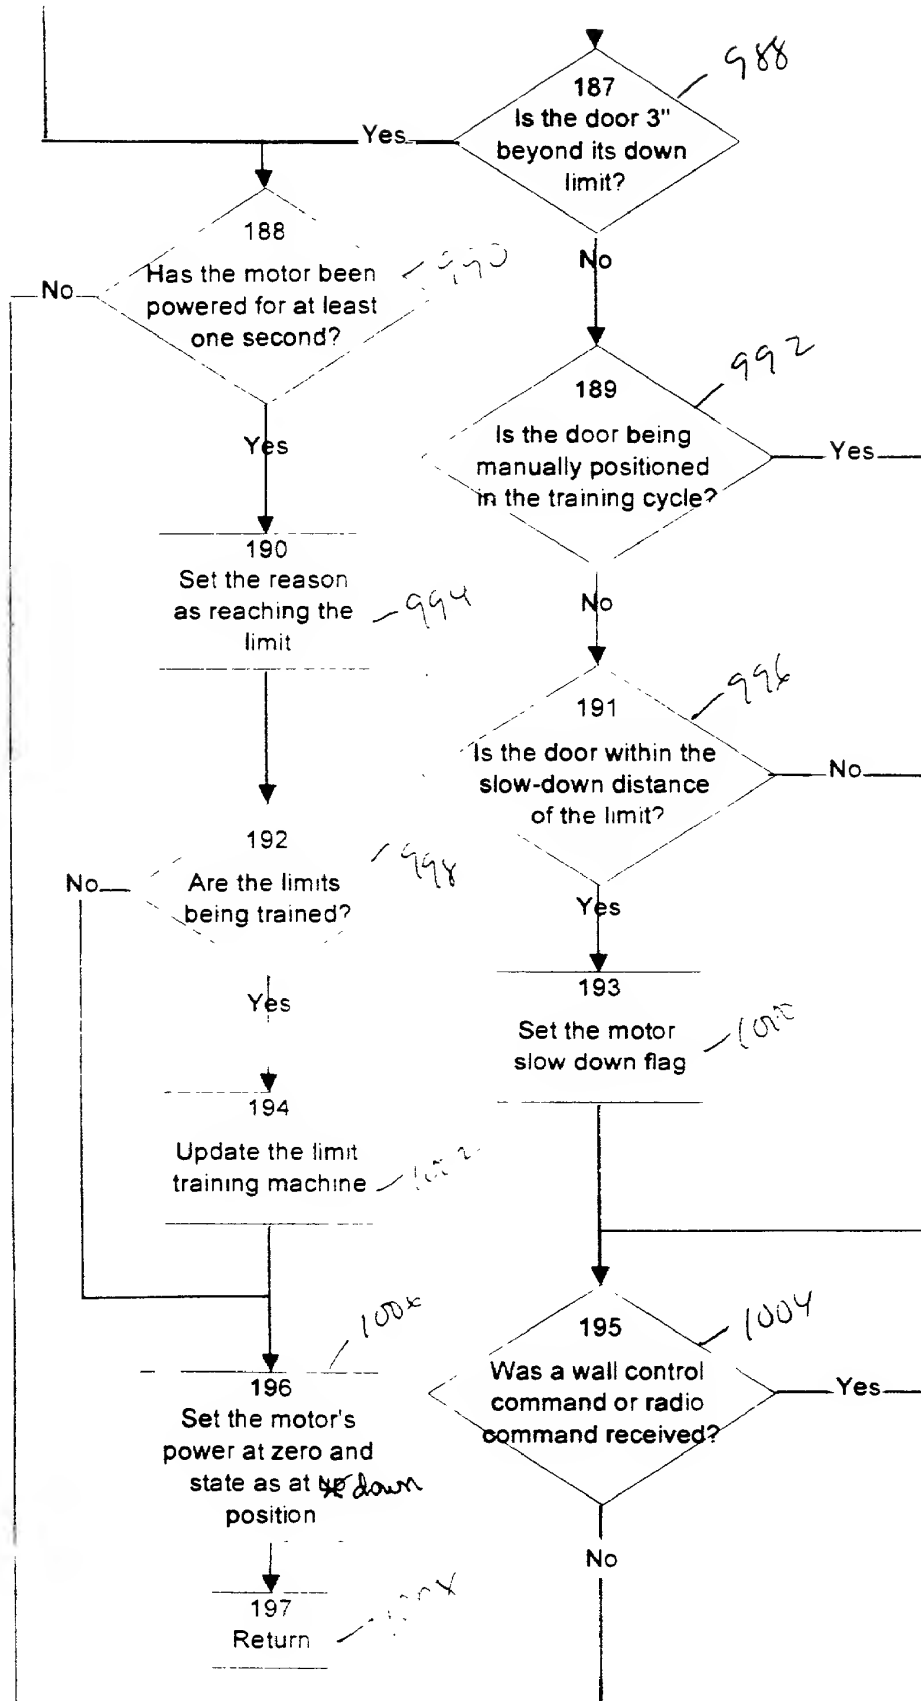 988
187
Is the door 3"
beyond its down
limit?
Yes
No
188
Has the motor been
powered for at least
one second?
990
No
Yes
992
189
Is the door being
manually positioned
in the training cycle?
Yes
No
190
Set the reason
as reaching the
limit
994
996
191
Is the door within the
slow-down distance
of the limit?
No
Yes
192
Are the limits
being trained?
998
No
Yes
193
Set the motor
slow down flag
1000
194
Update the limit
training machine
1002
1004
195
Was a wall control
command or radio
command received?
Yes
No
1006
196
Set the motor's
power at zero and
state as at down
position
197
Return